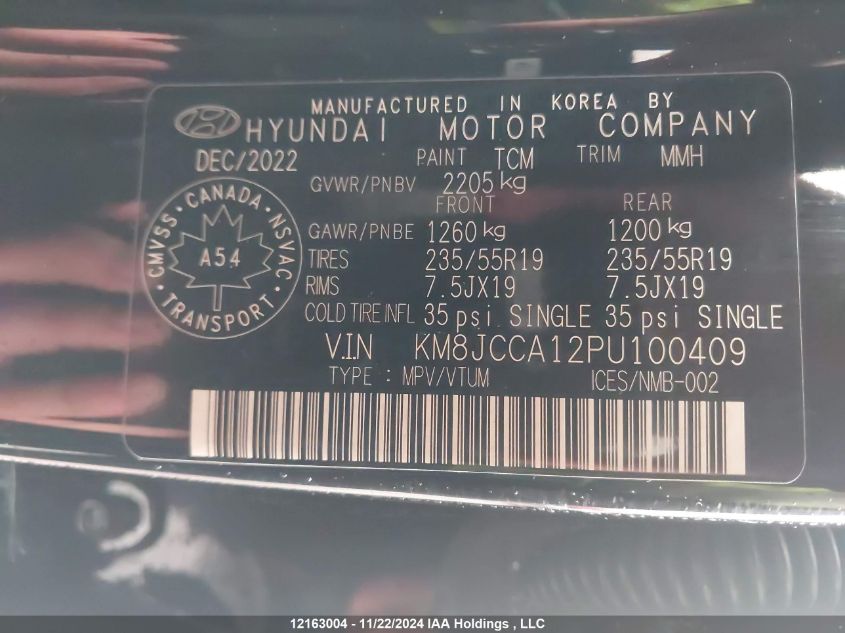 MANUFACTURED IN KOREA BY
HYUNDAI MOTOR COMPANY
DEC/2022 PAINT TCM TRIM MMH
GVWR/PNBV 2205 kg
FRONT REAR
GAWR/PNBE 1260 kg 1200 kg
TIRES 235/55R19 235/55R19
RIMS 7.5JX19 7.5JX19
COLD TIRE INFL 35 psi SINGLE 35 psi SINGLE
CMVSS · CANADA · NSVAC · TRANSPORT ·
A54
V.I.N KM8JCCA12PU100409
TYPE : MPV/VTUM ICES/NMB-002
12163004 - 11/22/2024 IAA Holdings , LLC